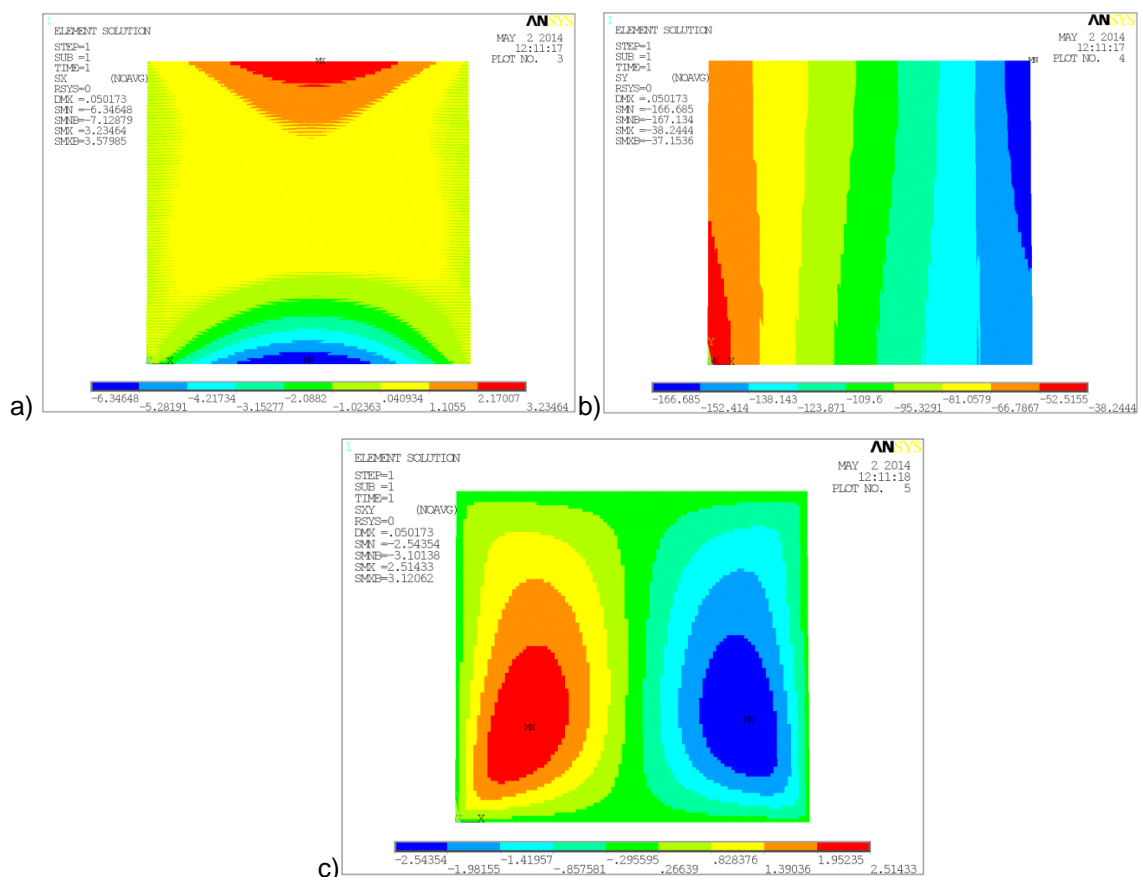 1
ANSYS
ELEMENT SOLUTION
MAY 2 2014
12:11:17
PLOT NO. 3
STEP=1
SUB =1
TIME=1
SX (NOAVG)
RSYS=0
DMX =.050173
SMN =-6.34648
SMNB=-7.12879
SMX =3.23464
SMXB=3.57985
MX
X
-6.34648 -4.21734 -2.0882 .040934 2.17007
-5.28191 -3.15277 -1.02363 1.1055 3.23464
a)
1
ANSYS
ELEMENT SOLUTION
MAY 2 2014
12:11:17
PLOT NO. 4
STEP=1
SUB =1
TIME=1
SY (NOAVG)
RSYS=0
DMX =.050173
SMN =-166.685
SMNB=-167.134
SMX =-38.2444
SMXB=-37.1536
MN
Y
MX X
-166.685 -138.143 -109.6 -81.0579 -52.5155
-152.414 -123.871 -95.3291 -66.7867 -38.2444
b)
1
ANSYS
ELEMENT SOLUTION
MAY 2 2014
12:11:18
PLOT NO. 5
STEP=1
SUB =1
TIME=1
SXY (NOAVG)
RSYS=0
DMX =.050173
SMN =-2.54354
SMNB=-3.10138
SMX =2.51433
SMXB=3.12062
MX
X
-2.54354 -1.41957 -.295595 .828376 1.95235
-1.98155 -.857581 .26639 1.39036 2.51433
c)